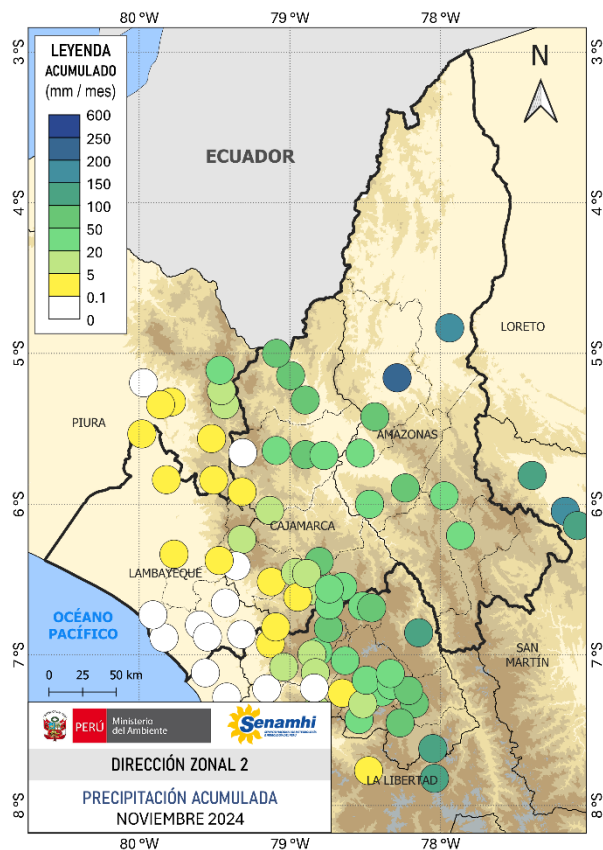 80 °W 79°W 78°W
LEYENDA
ACUMULADO
(mm / mes)
600
250
200
150
100
50
20
5
0.1
0
N
3°S 3°S
ECUADOR
4°S 4°S
LORETO
5°S 5°S
PIURA
AMAZONAS
6°S 6°S
CAJAMARCA
LAMBAYEQUE
OCÉANO
PACÍFICO
SAN
MARTÍN
7°S 7°S
0 25 50 km
PERÚ
Ministerio
del Ambiente
Senamhi
DIRECCIÓN ZONAL 2
LA LIBERTAD
PRECIPITACIÓN ACUMULADA
NOVIEMBRE 2024
8°S 8°S
80 °W 79°W 78°W